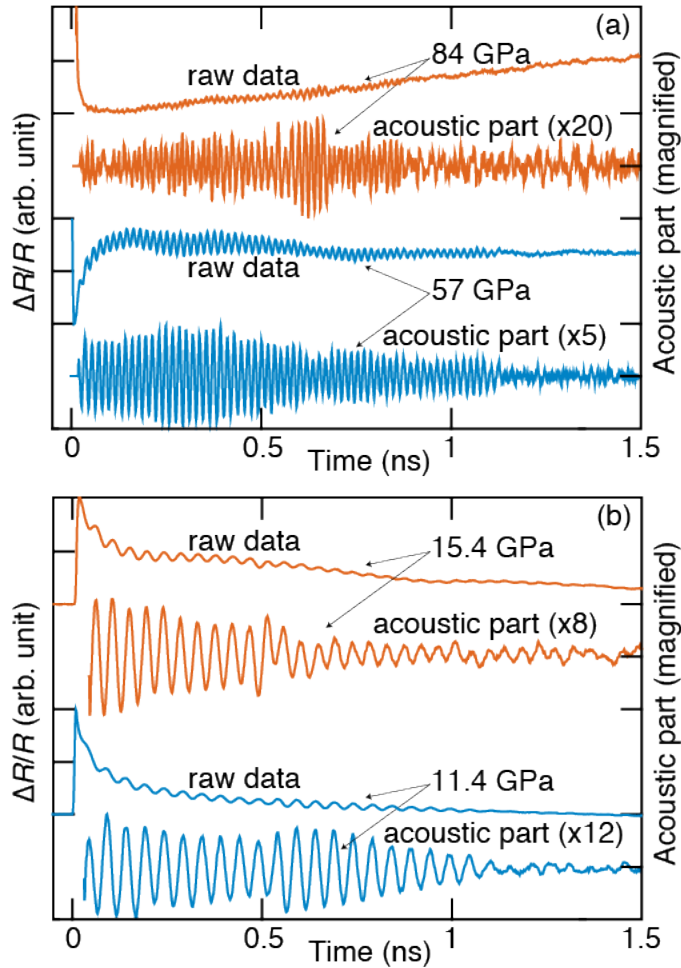 (a)
84 GPa
raw data
acoustic part (x20)
raw data
57 GPa
acoustic part (x5)
ΔR/R (arb. unit)
Acoustic part (magnified)
0 0.5 1 1.5
Time (ns)
(b)
raw data
15.4 GPa
acoustic part (x8)
raw data
11.4 GPa
acoustic part (x12)
ΔR/R (arb. unit)
Acoustic part (magnified)
0 0.5 1 1.5
Time (ns)